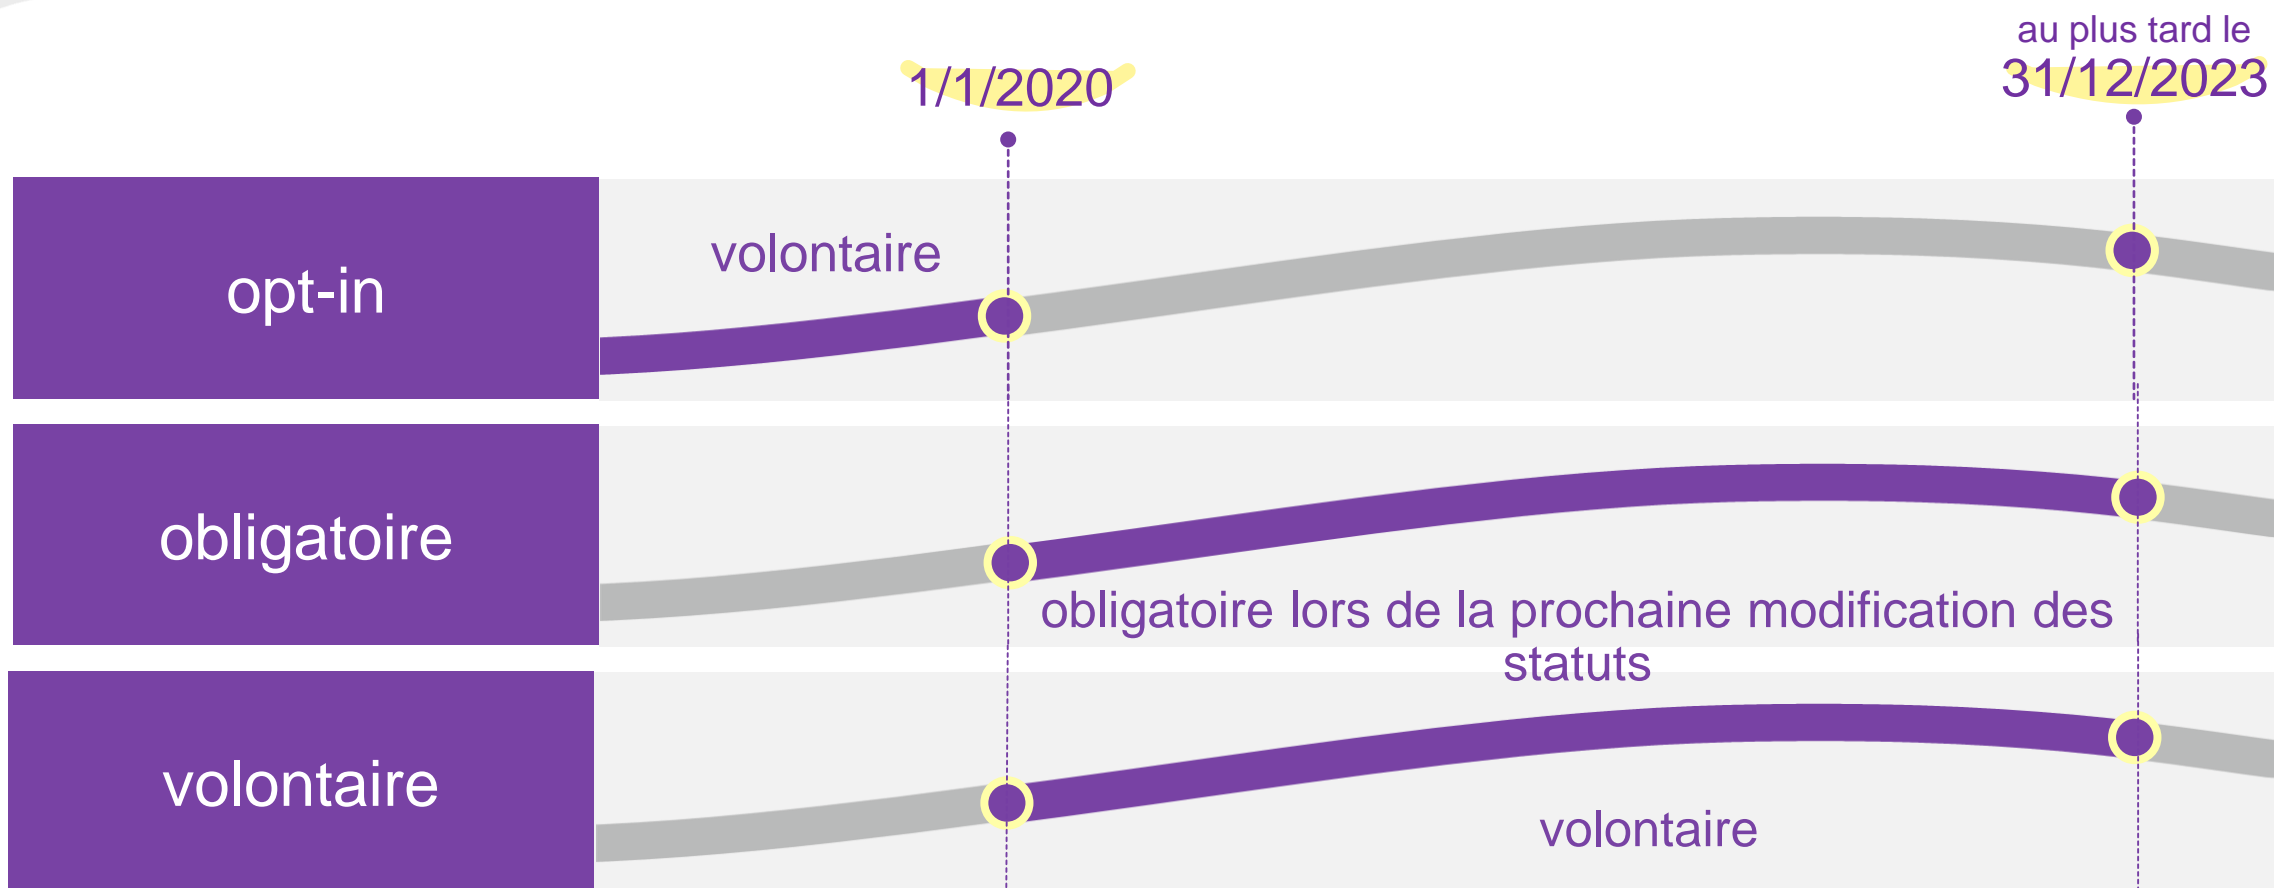 au plus tard le
1/1/2020
31/12/2023
opt-in
volontaire
obligatoire
obligatoire lors de la prochaine modification des
statuts
volontaire
volontaire